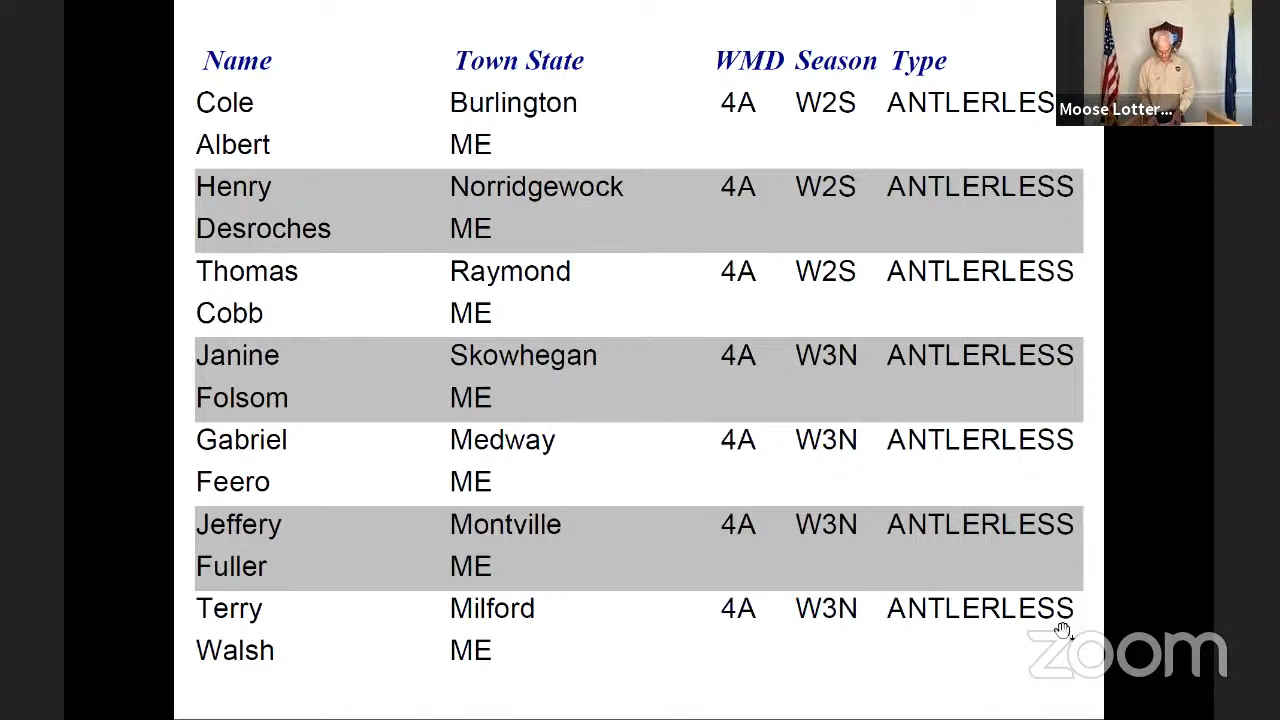 Name Town State WMD Season Type
Cole Burlington 4A W2S ANTLERLES
Albert ME
Henry Norridgewock 4A W2S ANTLERLESS
Desroches ME
Thomas Raymond 4A W2S ANTLERLESS
Cobb ME
Janine Skowhegan 4A W3N ANTLERLESS
Folsom ME
Gabriel Medway 4A W3N ANTLERLESS
Feero ME
Jeffery Montville 4A W3N ANTLERLESS
Fuller ME
Terry Milford 4A W3N ANTLERLESS
Walsh ME
Moose Lotter...
zoom